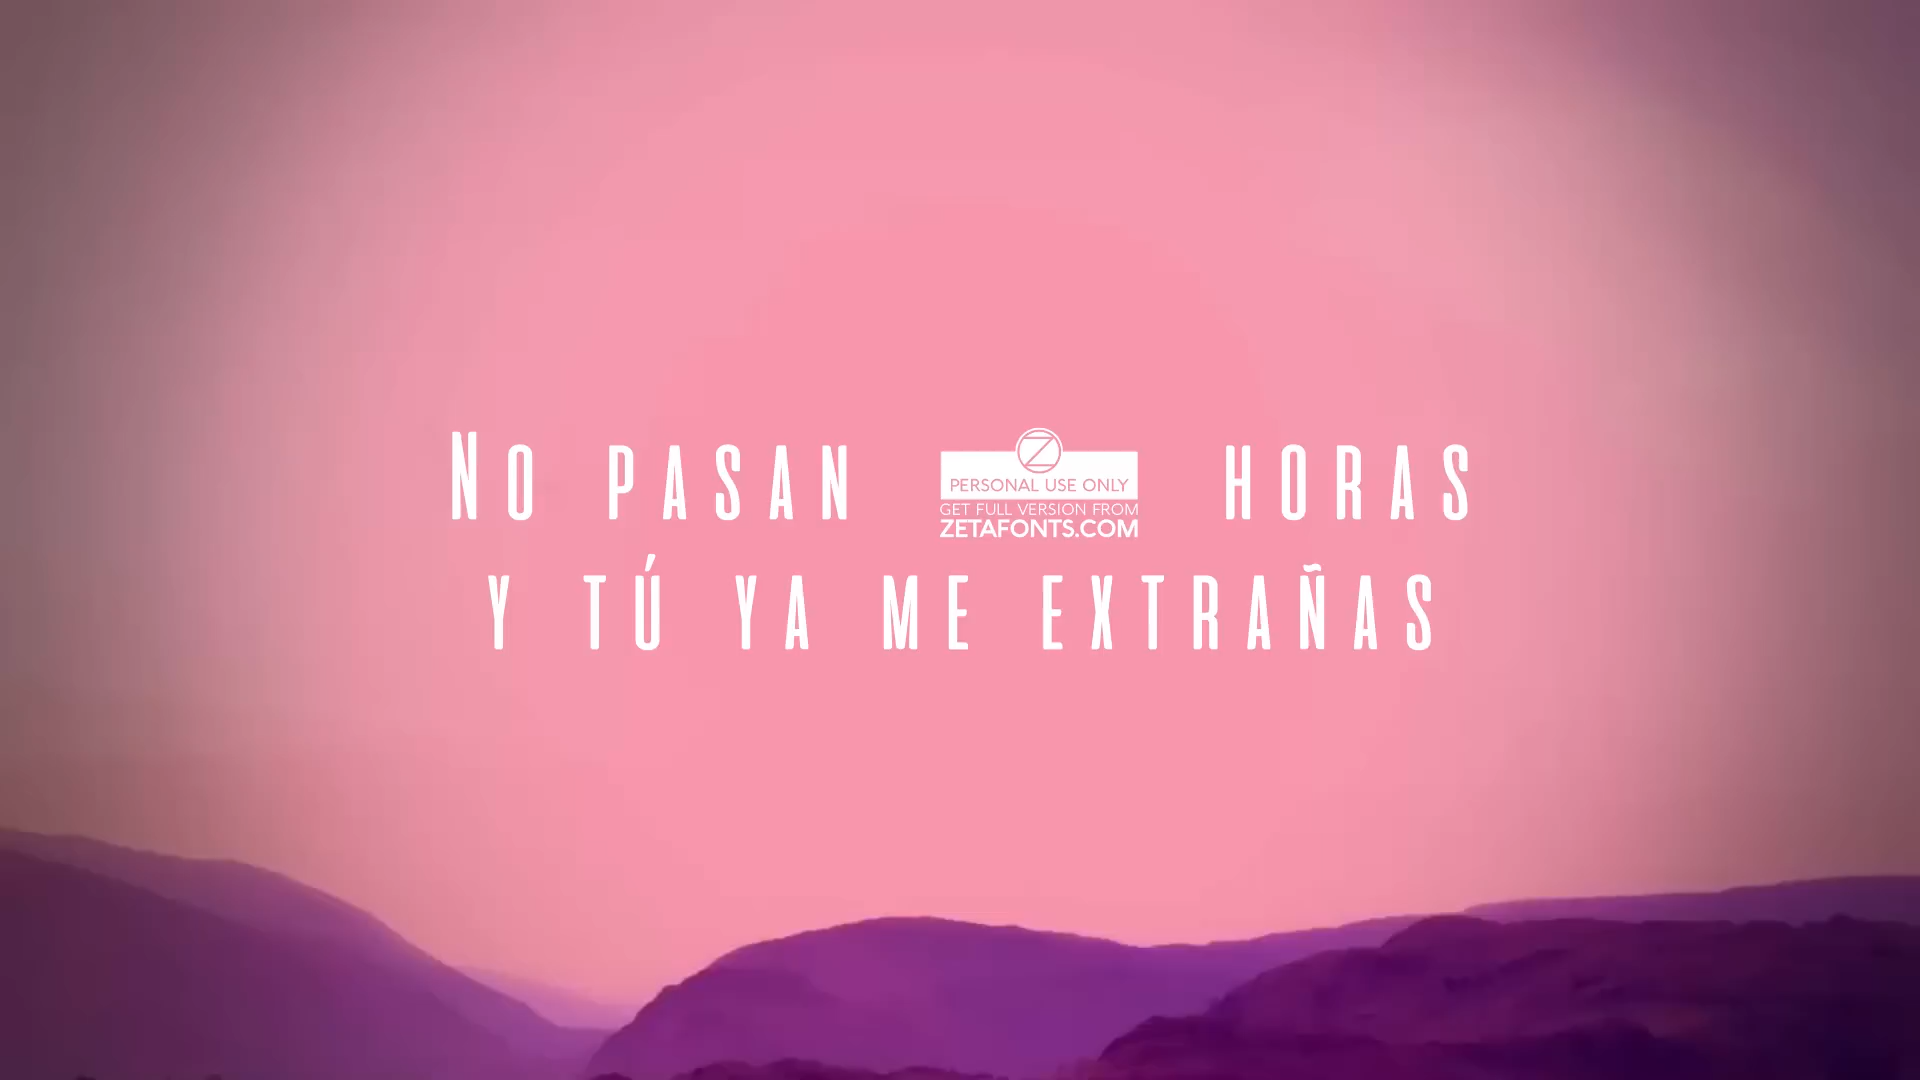 No pasan PERSONAL USE ONLY GET FULL VERSION FROM ZETAFONTS.COM horas
y tú ya me extrañas